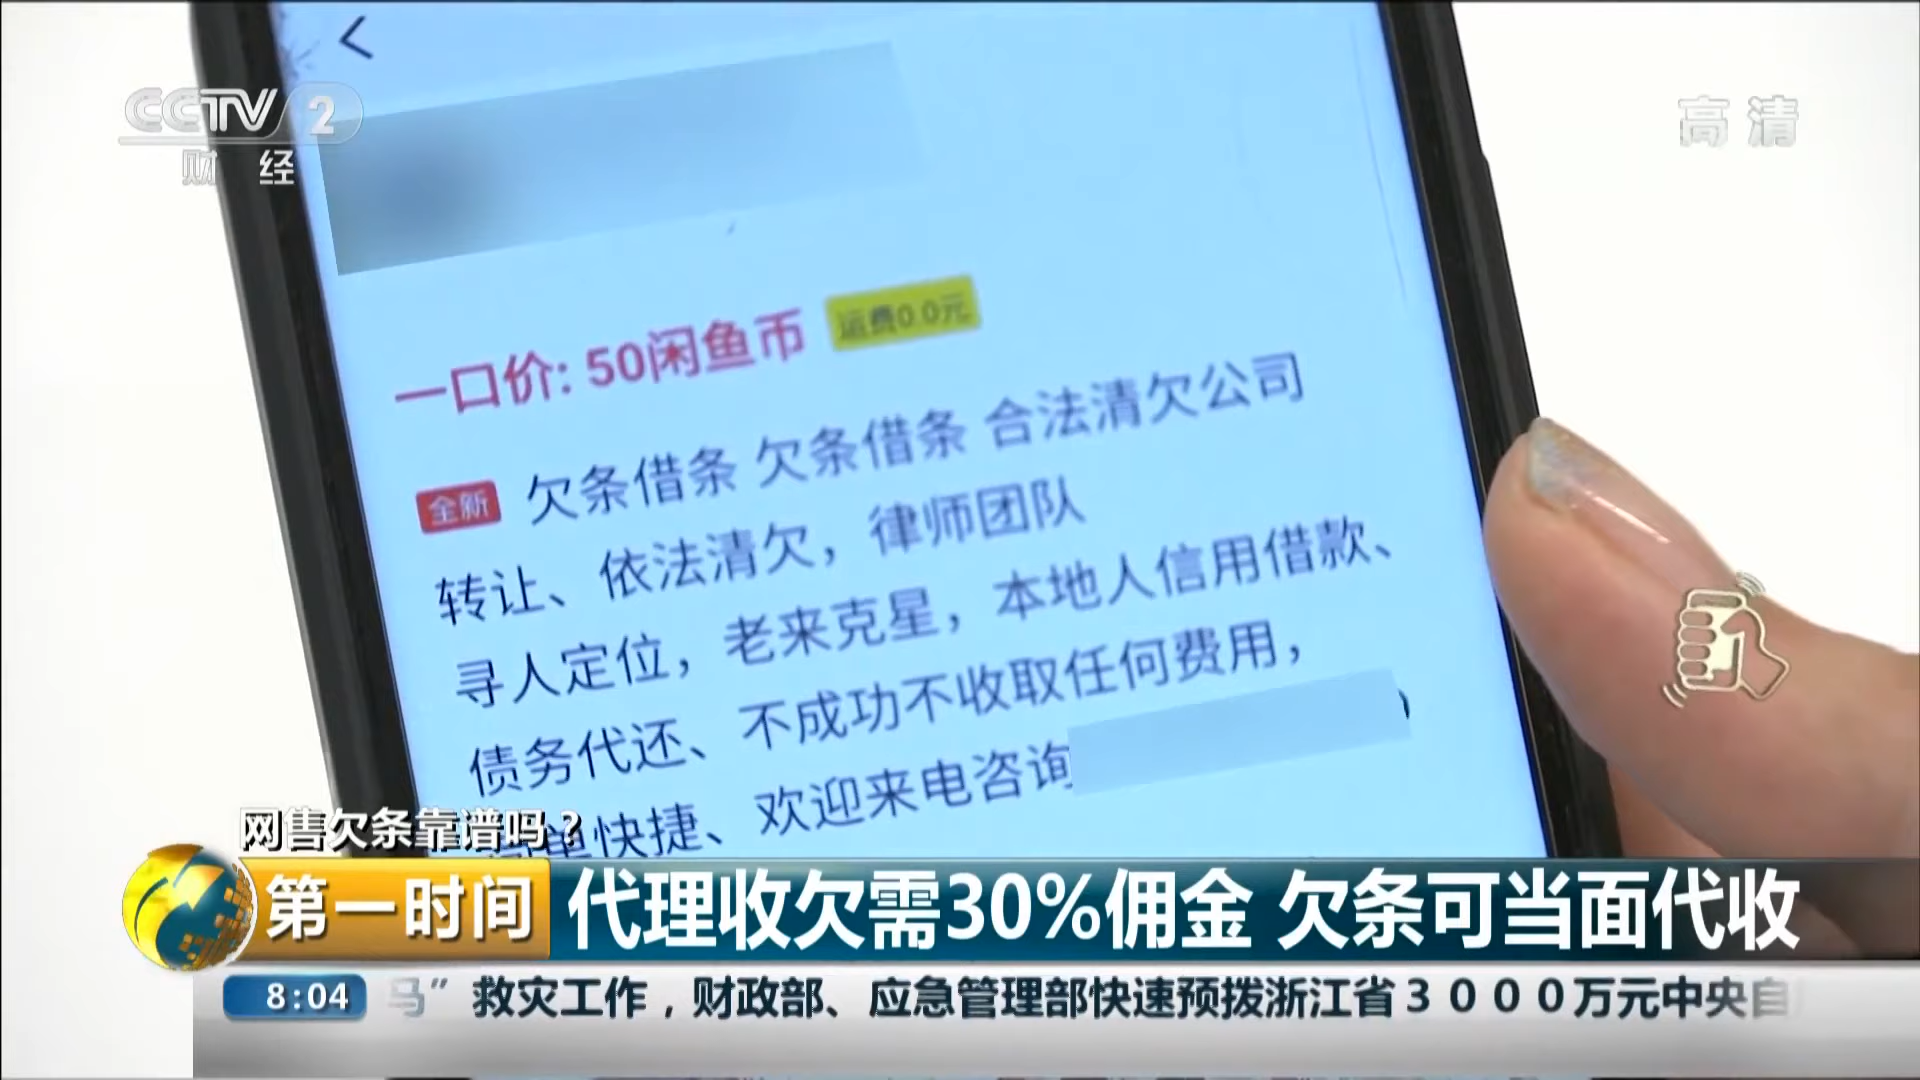 CCTV 2
财 经
高 清
一口价: 50闲鱼币 运费0.0元
全新 欠条借条 欠条借条 合法清欠公司
转让、依法清欠，律师团队
寻人定位，老来克星，本地人信用借款、
债务代还、不成功不收取任何费用，
简单快捷、欢迎来电咨询
网售欠条靠谱吗？
第一时间 代理收欠需30%佣金 欠条可当面代收
8:04 马”救灾工作，财政部、应急管理部快速预拨浙江省3000万元中央自